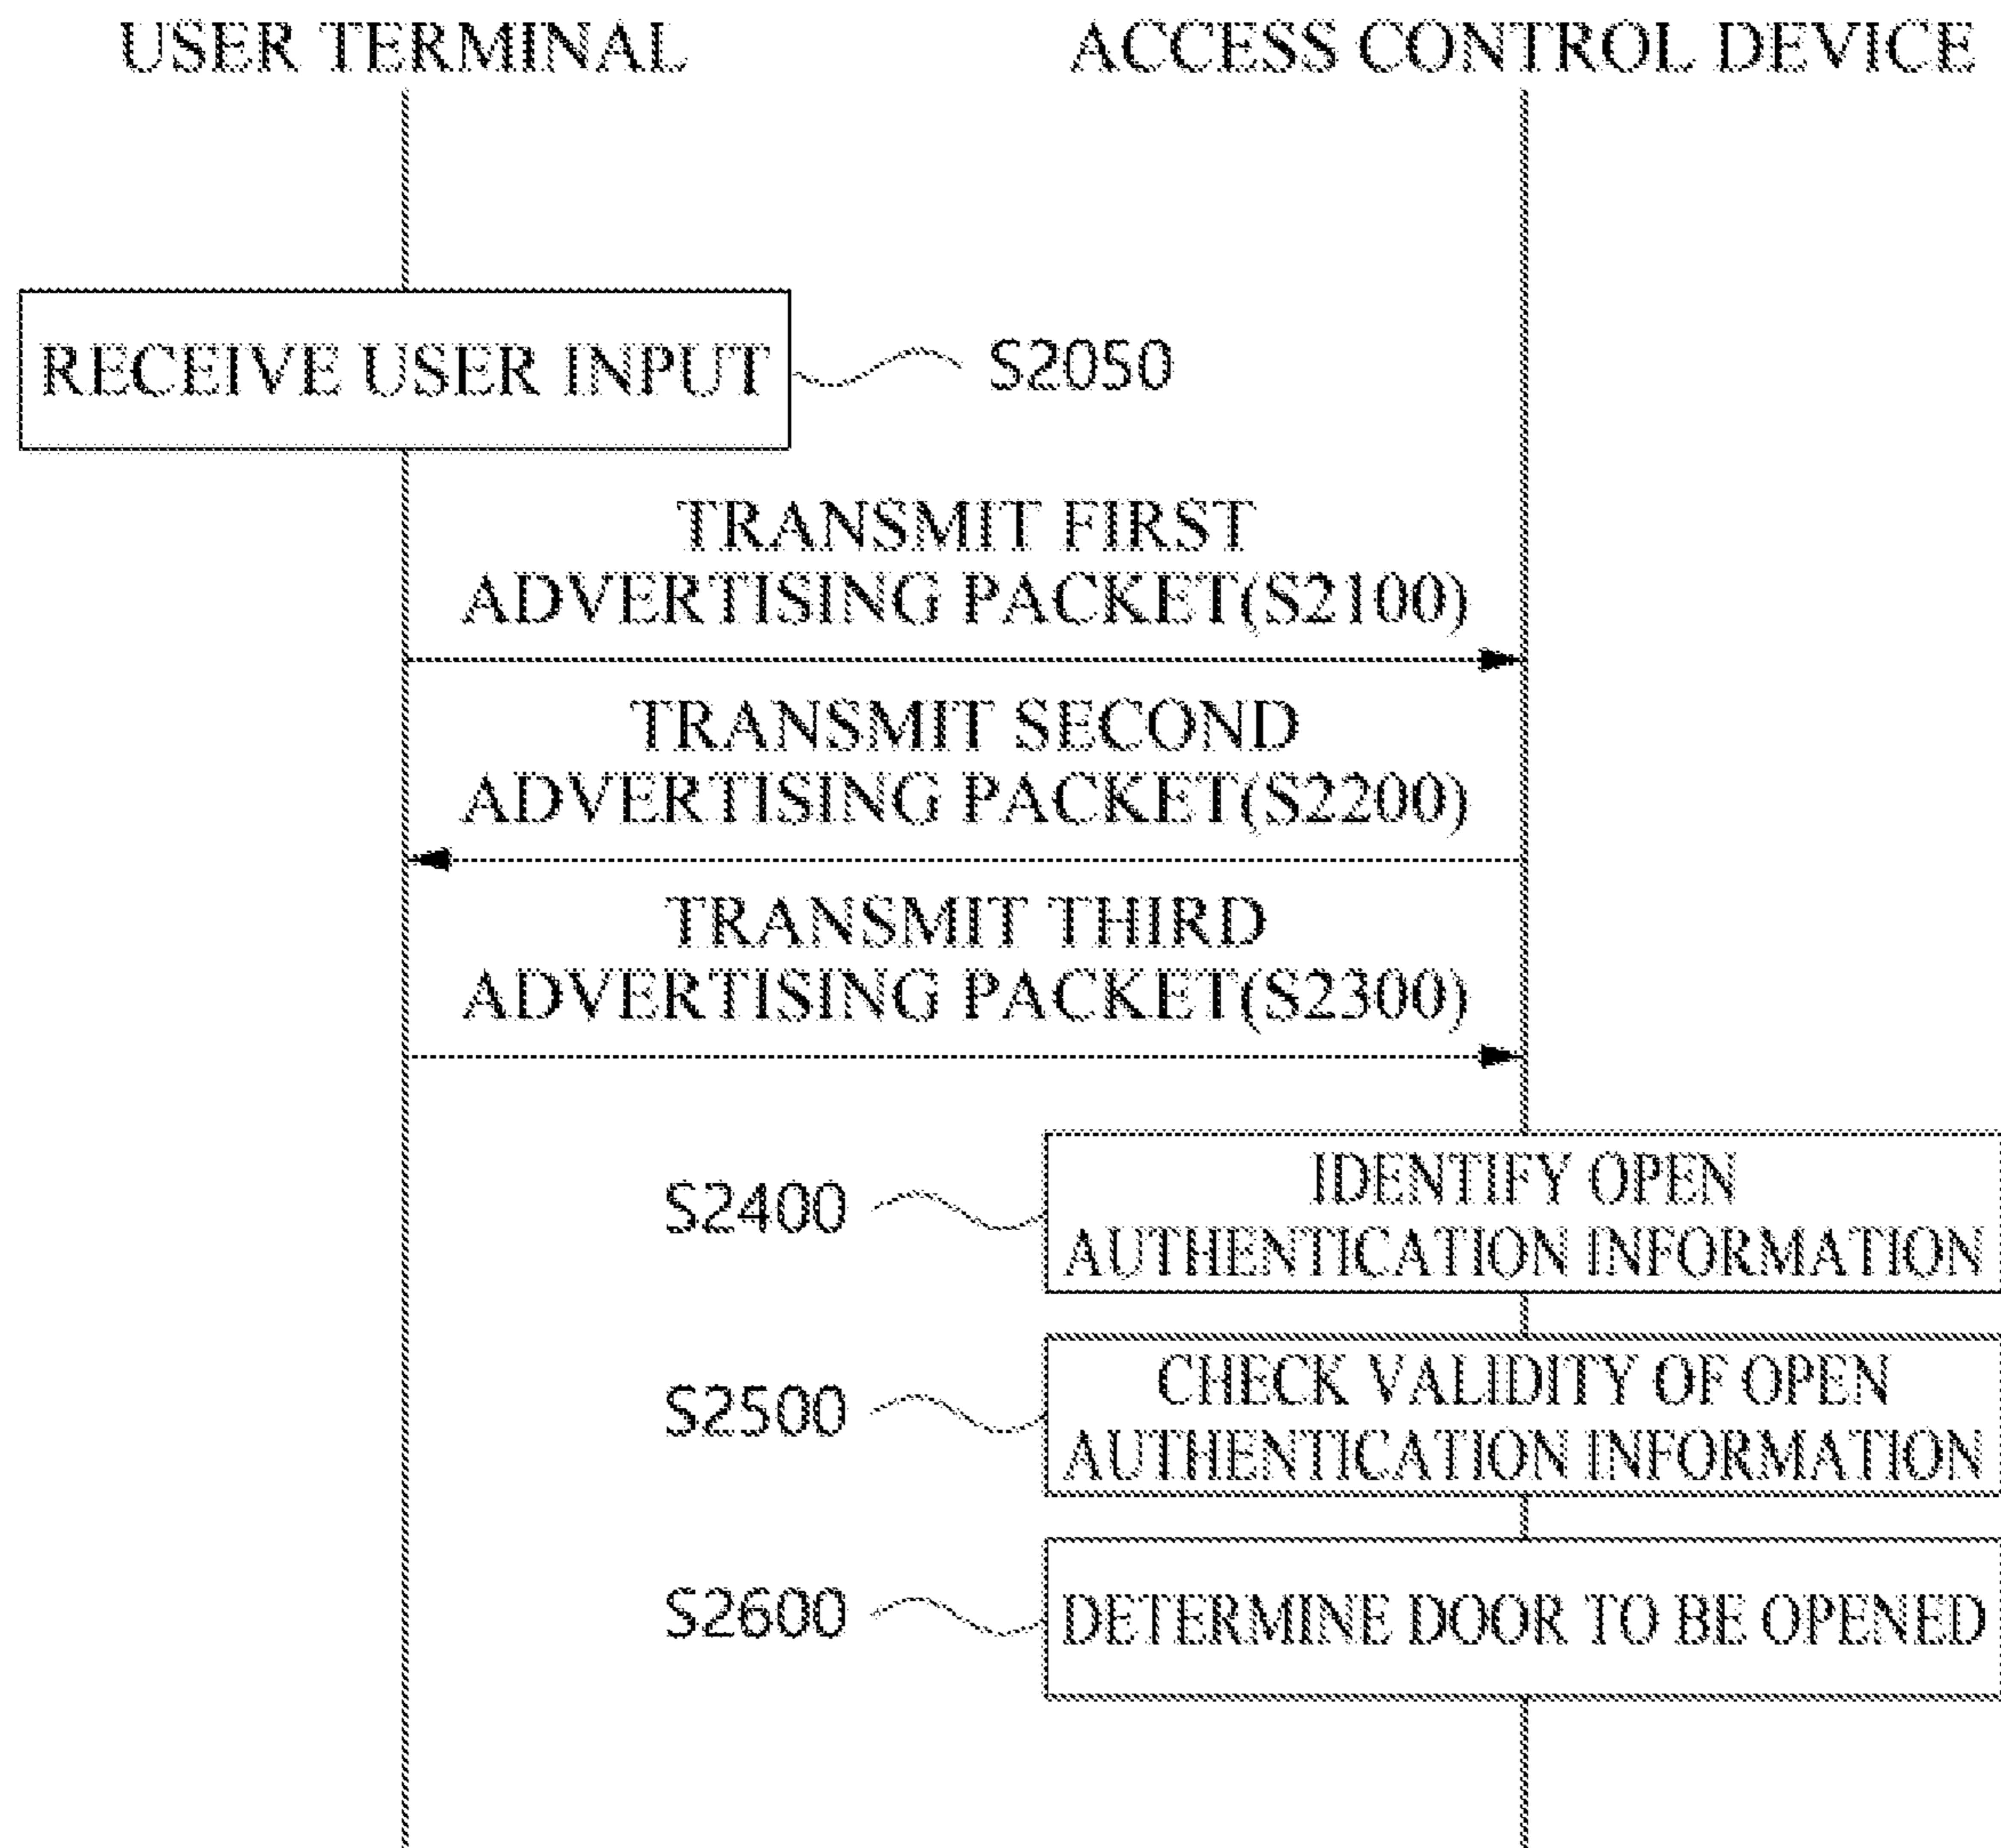 USER TERMINAL
ACCESS CONTROL DEVICE
RECEIVE USER INPUT
S2050
TRANSMIT FIRST
ADVERTISING PACKET(S2100)
TRANSMIT SECOND
ADVERTISING PACKET(S2200)
TRANSMIT THIRD
ADVERTISING PACKET(S2300)
S2400
IDENTIFY OPEN
AUTHENTICATION INFORMATION
S2500
CHECK VALIDITY OF OPEN
AUTHENTICATION INFORMATION
S2600
DETERMINE DOOR TO BE OPENED